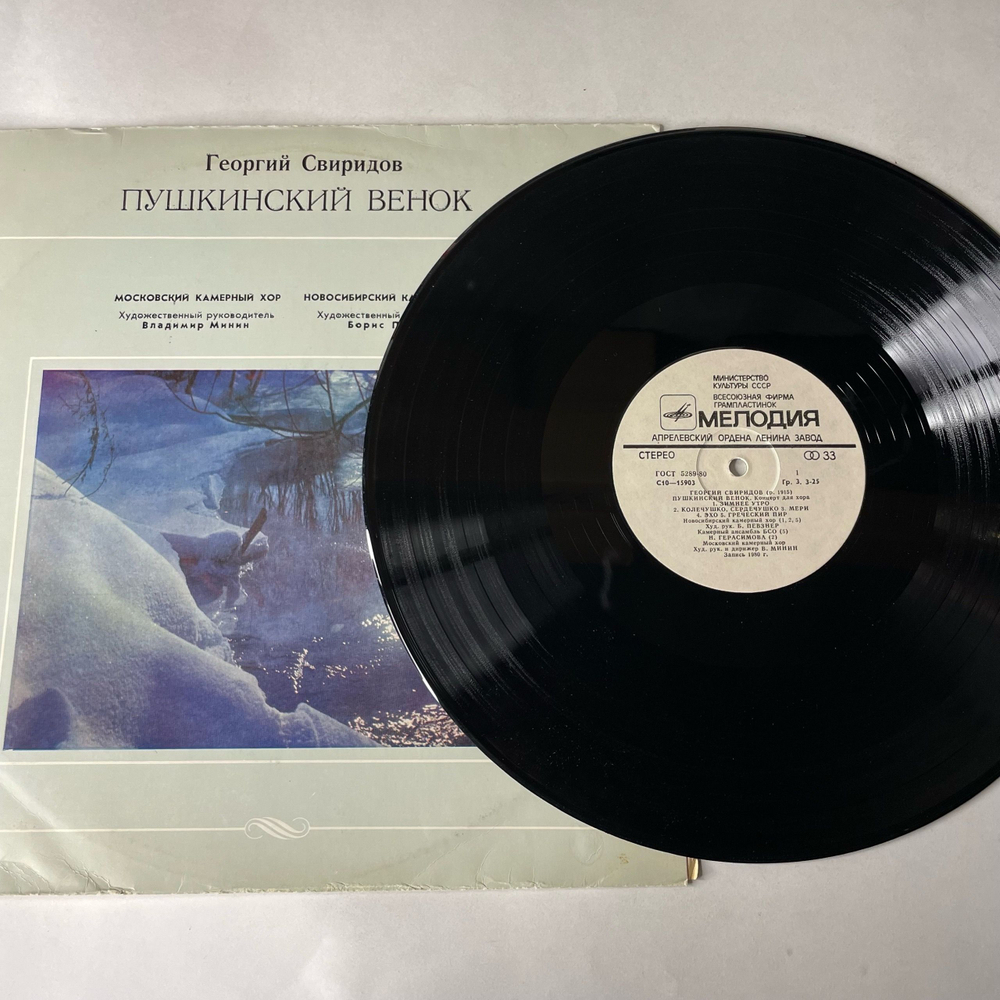 Георгий Свиридов
ПУШКИНСКИЙ ВЕНОК
МОСКОВСКИЙ КАМЕРНЫЙ ХОР
Художественный руководитель
Владимир Минин
НОВОСИБИРСКИЙ
Художественный
Борис
МИНИСТЕРСТВО
КУЛЬТУРЫ СССР
ВСЕСОЮЗНАЯ ФИРМА
ГРАМПЛАСТИНОК
МЕЛОДИЯ
АПРЕЛЕВСКИЙ ОРДЕНА ЛЕНИНА ЗАВОД
СТЕРЕО 33
ГОСТ 5289-80 1
С10—15903 Гр. 3. 3-25
ГЕОРГИЙ СВИРИДОВ (р. 1915)
ПУШКИНСКИЙ ВЕНОК. Концерт для хора
1. ЗИМНЕЕ УТРО
2. КОЛЕЧУШКО, СЕРДЕЧУШКО 3. МЕРИ
4. ЭХО 5. ГРЕЧЕСКИЙ ПИР
Новосибирский камерный хор (1, 2, 5)
Худ. рук. Б. ПЕВЗНЕР
Камерный ансамбль БСО (5)
Н. ГЕРАСИМОВА (2)
Московский камерный хор
Худ. рук. и дирижер В. МИНИН
Запись 1980 г.